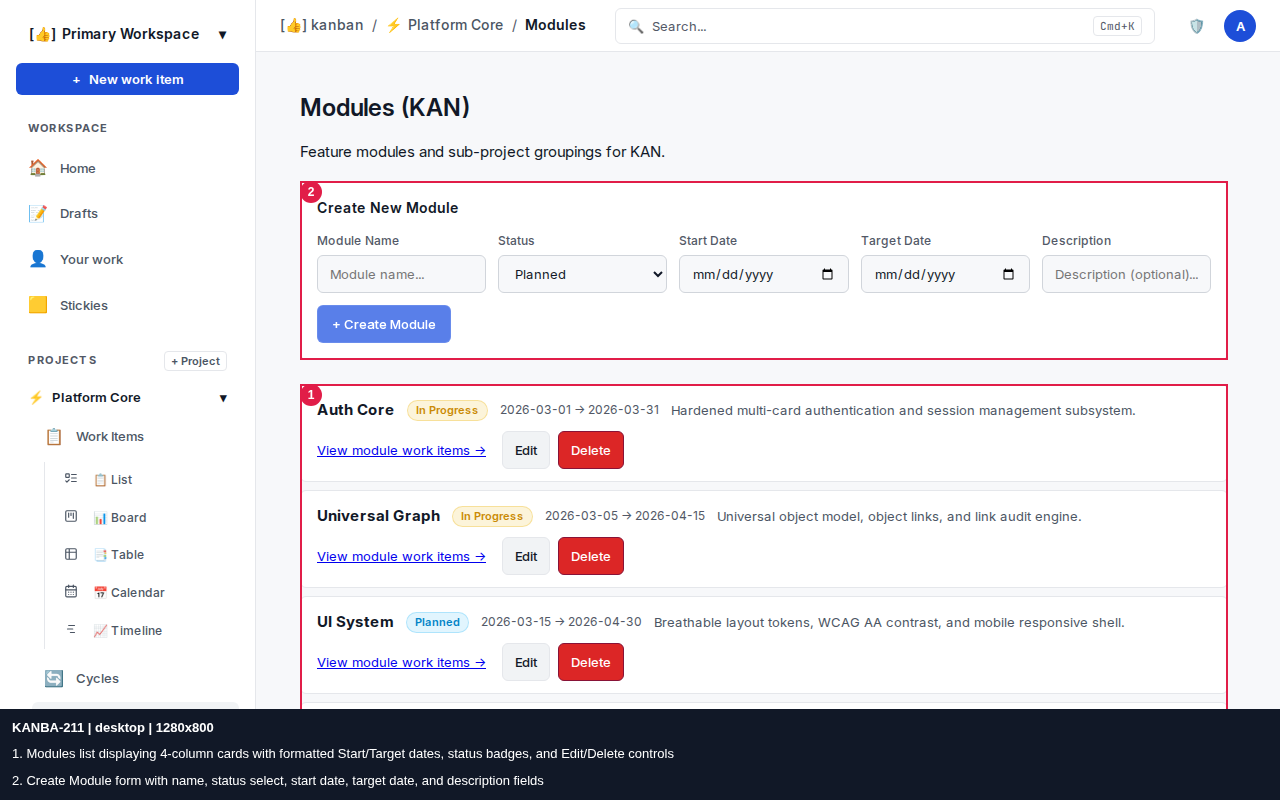 [👍] Primary Workspace ▼
+ New work item
WORKSPACE
🏠 Home
📝 Drafts
👤 Your work
🟨 Stickies
PROJECTS
+ Project
⚡ Platform Core ▼
📋 Work Items
📋 List
📊 Board
📑 Table
📅 Calendar
📈 Timeline
🔄 Cycles
[👍] kanban / ⚡ Platform Core / Modules
🔍 Search...
Cmd+K
🛡️
A
Modules (KAN)
Feature modules and sub-project groupings for KAN.
2
Create New Module
Module Name Status Start Date Target Date Description
Module name... Planned mm/dd/yyyy mm/dd/yyyy Description (optional)...
+ Create Module
1
Auth Core In Progress 2026-03-01 → 2026-03-31 Hardened multi-card authentication and session management subsystem.
View module work items → Edit Delete
Universal Graph In Progress 2026-03-05 → 2026-04-15 Universal object model, object links, and link audit engine.
View module work items → Edit Delete
UI System Planned 2026-03-15 → 2026-04-30 Breathable layout tokens, WCAG AA contrast, and mobile responsive shell.
View module work items → Edit Delete
KANBA-211 | desktop | 1280x800
1. Modules list displaying 4-column cards with formatted Start/Target dates, status badges, and Edit/Delete controls
2. Create Module form with name, status select, start date, target date, and description fields